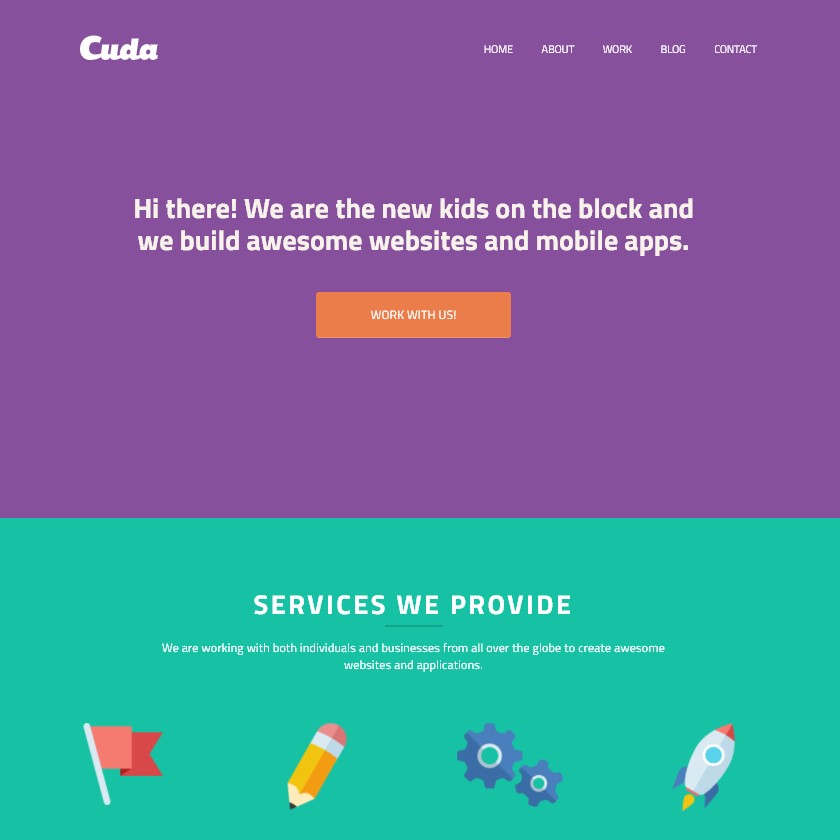 Cuda
HOME ABOUT WORK BLOG CONTACT
Hi there! We are the new kids on the block and
we build awesome websites and mobile apps.
WORK WITH US!
SERVICES WE PROVIDE
We are working with both individuals and businesses from all over the globe to create awesome
websites and applications.